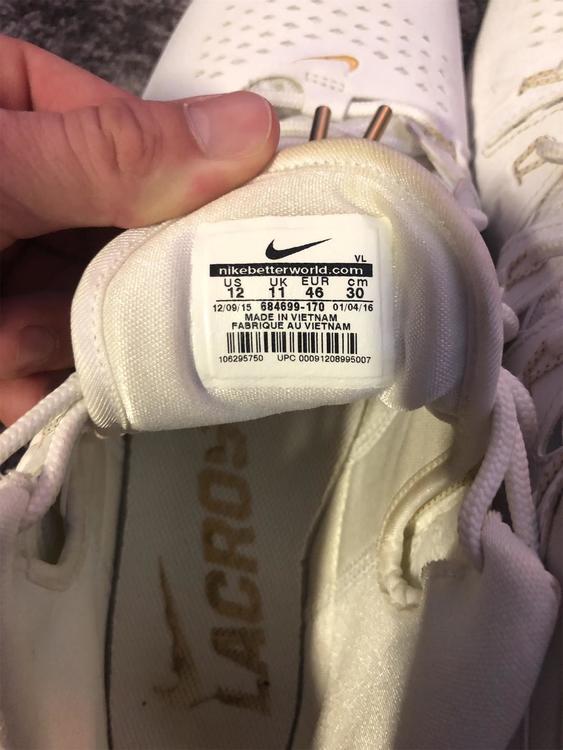 VL
nikebetterworld.com
US UK EUR cm
12 11 46 30
12/09/15 684699-170 01/04/16
MADE IN VIETNAM
FABRIQUE AU VIETNAM
106295750 UPC 00091208995007
LACROSS